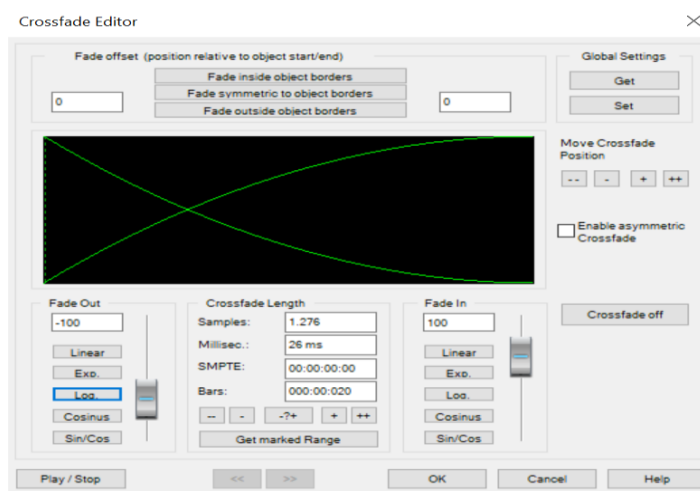 Crossfade Editor
Fade offset (position relative to object start/end)
Global Settings
Fade inside object borders
Get
0
Fade symmetric to object borders
0
Set
Fade outside object borders
Move Crossfade
Position
-- - + ++
Enable asymmetric
Crossfade
Fade Out
Crossfade Length
Fade In
-100
Samples: 1.276
100
Crossfade off
Millisec.: 26 ms
Linear
Linear
SMPTE: 00:00:00:00
Exp.
Exp.
Log.
Bars: 000:00:020
Log.
Cosinus
-- - -?+ + ++
Cosinus
Sin/Cos
Get marked Range
Sin/Cos
Play / Stop << >> OK Cancel Help